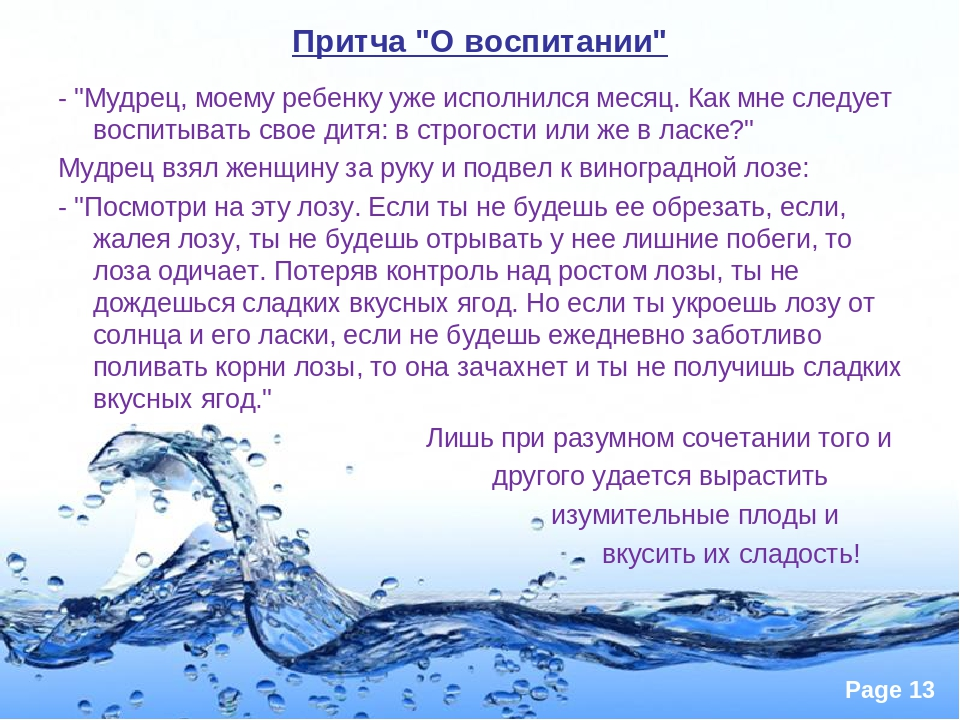 Притча "О воспитании"
- "Мудрец, моему ребенку уже исполнился месяц. Как мне следует
воспитывать свое дитя: в строгости или же в ласке?"
Мудрец взял женщину за руку и подвел к виноградной лозе:
- "Посмотри на эту лозу. Если ты не будешь ее обрезать, если,
жалея лозу, ты не будешь отрывать у нее лишние побеги, то
лоза одичает. Потеряв контроль над ростом лозы, ты не
дождешься сладких вкусных ягод. Но если ты укроешь лозу от
солнца и его ласки, если не будешь ежедневно заботливо
поливать корни лозы, то она зачахнет и ты не получишь сладких
вкусных ягод."
Лишь при разумном сочетании того и
другого удается вырастить
изумительные плоды и
вкусить их сладость!
Page 13